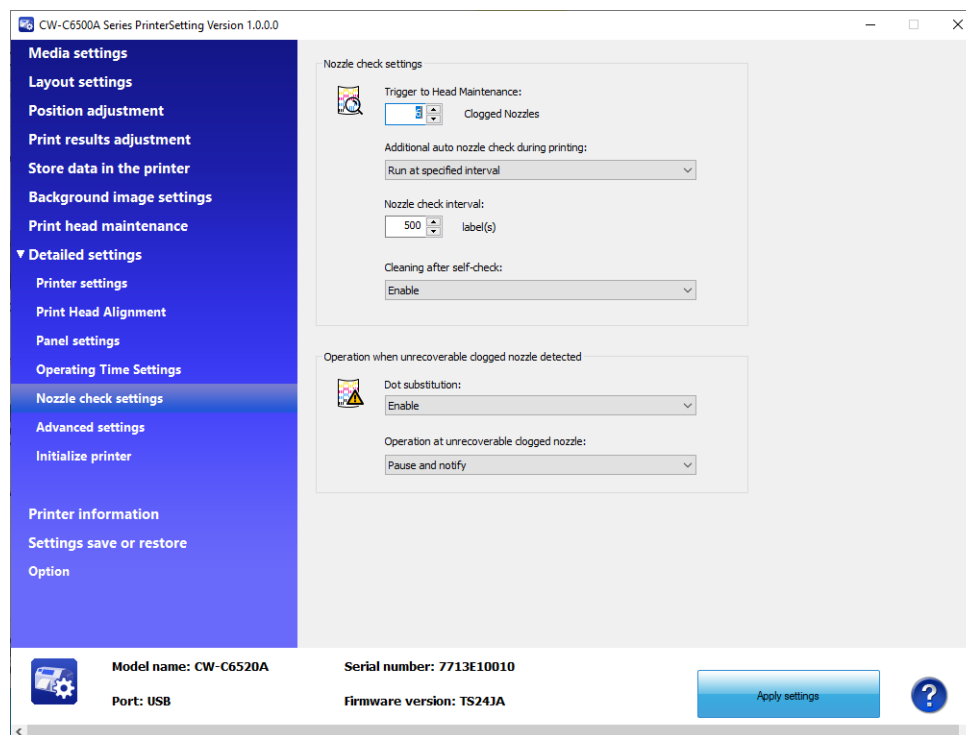 CW-C6500A Series PrinterSetting Version 1.0.0.0
Media settings
Layout settings
Position adjustment
Print results adjustment
Store data in the printer
Background image settings
Print head maintenance
Detailed settings
Printer settings
Print Head Alignment
Panel settings
Operating Time Settings
Nozzle check settings
Advanced settings
Initialize printer
Printer information
Settings save or restore
Option
Nozzle check settings
Trigger to Head Maintenance:
Clogged Nozzles
Additional auto nozzle check during printing:
Run at specified interval
Nozzle check interval:
500 label(s)
Cleaning after self-check:
Enable
Operation when unrecoverable clogged nozzle detected
Dot substitution:
Enable
Operation at unrecoverable clogged nozzle:
Pause and notify
Model name: CW-C6520A
Serial number: 7713E10010
Port: USB
Firmware version: TS24JA
Apply settings
?